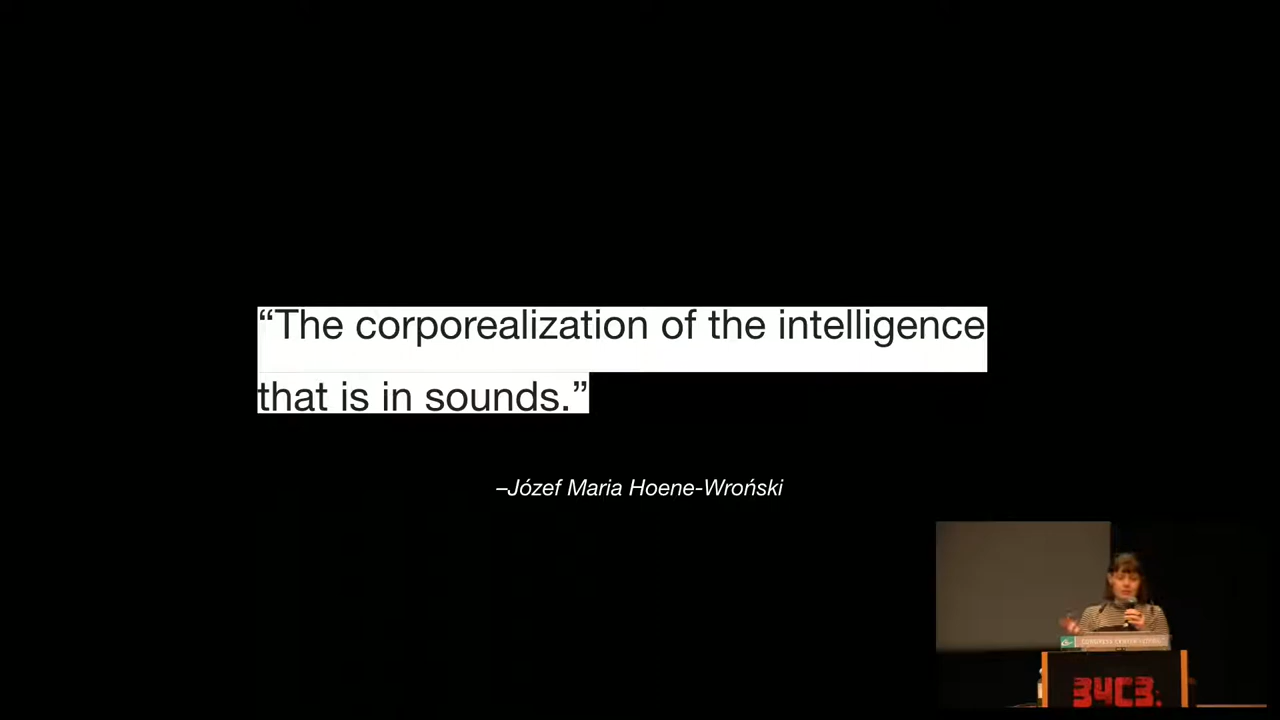 “The corporealization of the intelligence
that is in sounds.”
–Józef Maria Hoene-Wroński
34C3.